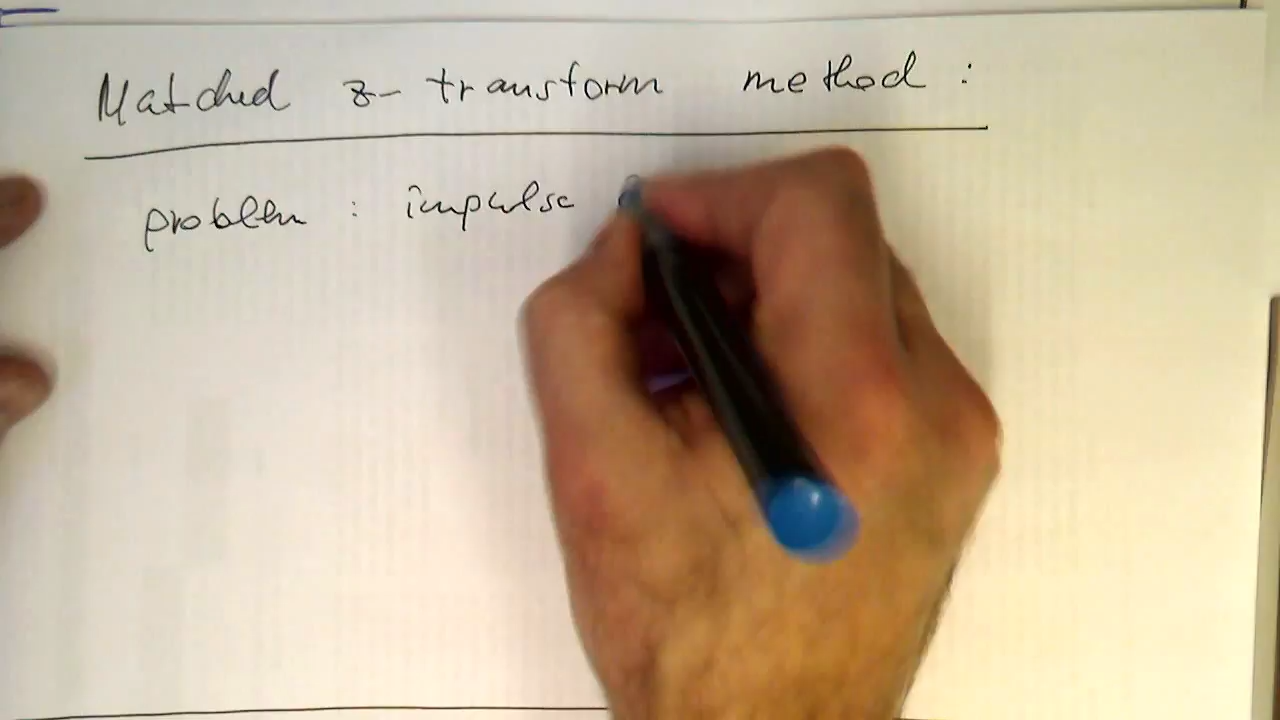 Matched z- transform method :
problem : impulse